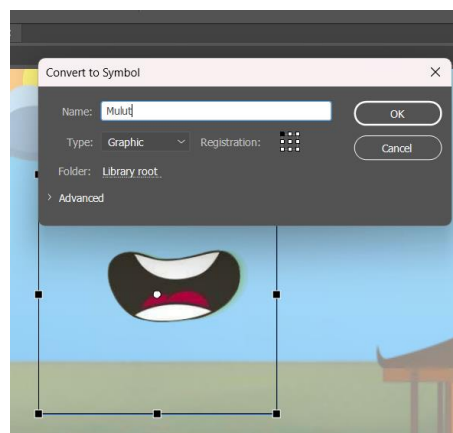 Convert to Symbol
Name: Mulut
OK
Type: Graphic Registration:
Cancel
Folder: Library root
Advanced